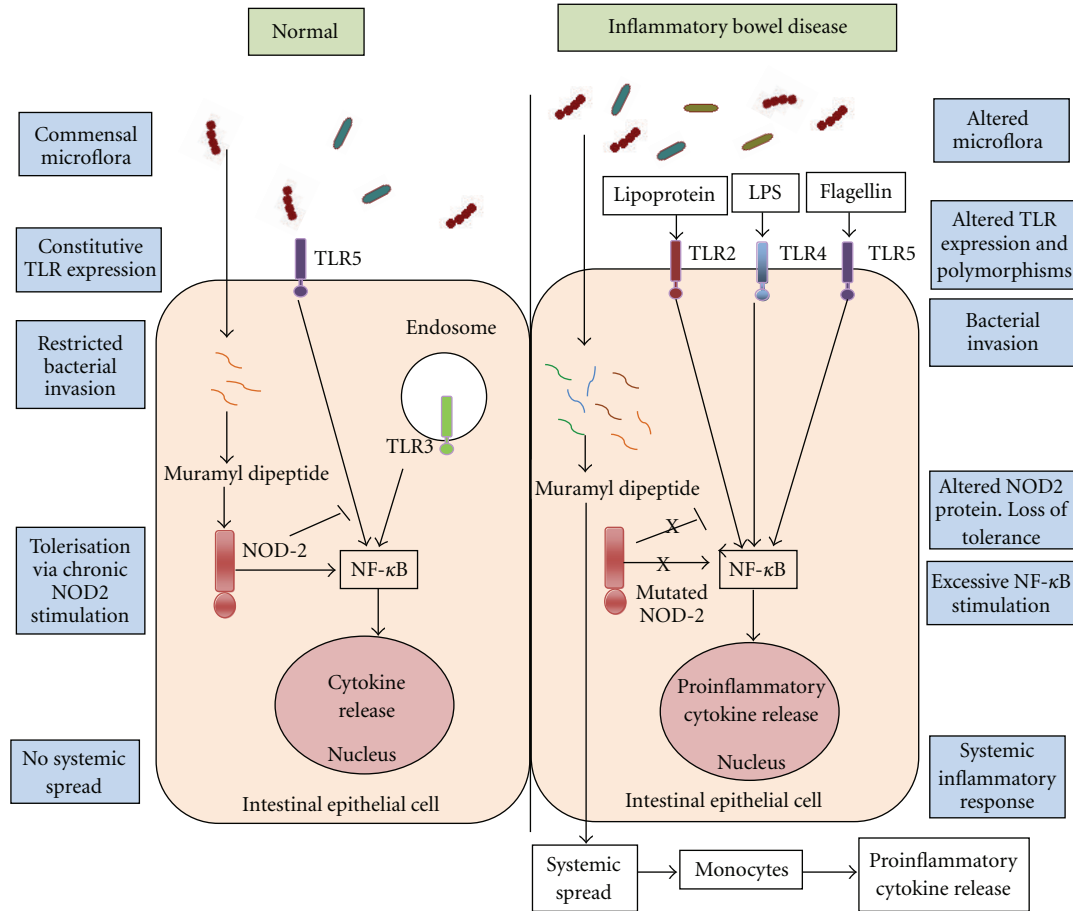 Normal
Inflammatory bowel disease
Commensal
microflora
Constitutive
TLR expression
Restricted
bacterial
invasion
Tolerisation
via chronic
NOD2
stimulation
No systemic
spread
TLR5
Endosome
TLR3
Muramyl dipeptide
NOD-2
NF-κB
Cytokine
release
Nucleus
Intestinal epithelial cell
Lipoprotein
LPS
Flagellin
TLR2
TLR4
TLR5
Muramyl dipeptide
X
X
Mutated
NOD-2
NF-κB
Proinflammatory
cytokine release
Nucleus
Intestinal epithelial cell
Systemic
spread
Monocytes
Proinflammatory
cytokine release
Altered
microflora
Altered TLR
expression and
polymorphisms
Bacterial
invasion
Altered NOD2
protein. Loss of
tolerance
Excessive NF-κB
stimulation
Systemic
inflammatory
response